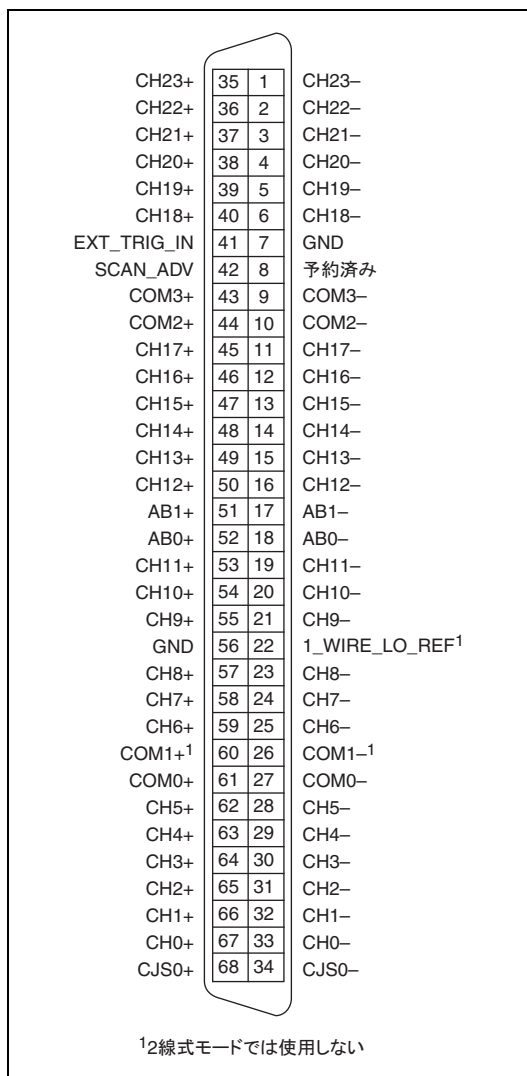 CH23+ 35 1 CH23–
CH22+ 36 2 CH22–
CH21+ 37 3 CH21–
CH20+ 38 4 CH20–
CH19+ 39 5 CH19–
CH18+ 40 6 CH18–
EXT_TRIG_IN 41 7 GND
SCAN_ADV 42 8 予約済み
COM3+ 43 9 COM3–
COM2+ 44 10 COM2–
CH17+ 45 11 CH17–
CH16+ 46 12 CH16–
CH15+ 47 13 CH15–
CH14+ 48 14 CH14–
CH13+ 49 15 CH13–
CH12+ 50 16 CH12–
AB1+ 51 17 AB1–
AB0+ 52 18 AB0–
CH11+ 53 19 CH11–
CH10+ 54 20 CH10–
CH9+ 55 21 CH9–
GND 56 22 1_WIRE_LO_REF¹
CH8+ 57 23 CH8–
CH7+ 58 24 CH7–
CH6+ 59 25 CH6–
COM1+¹ 60 26 COM1–¹
COM0+ 61 27 COM0–
CH5+ 62 28 CH5–
CH4+ 63 29 CH4–
CH3+ 64 30 CH3–
CH2+ 65 31 CH2–
CH1+ 66 32 CH1–
CH0+ 67 33 CH0–
CJS0+ 68 34 CJS0–
¹2線式モードでは使用しない